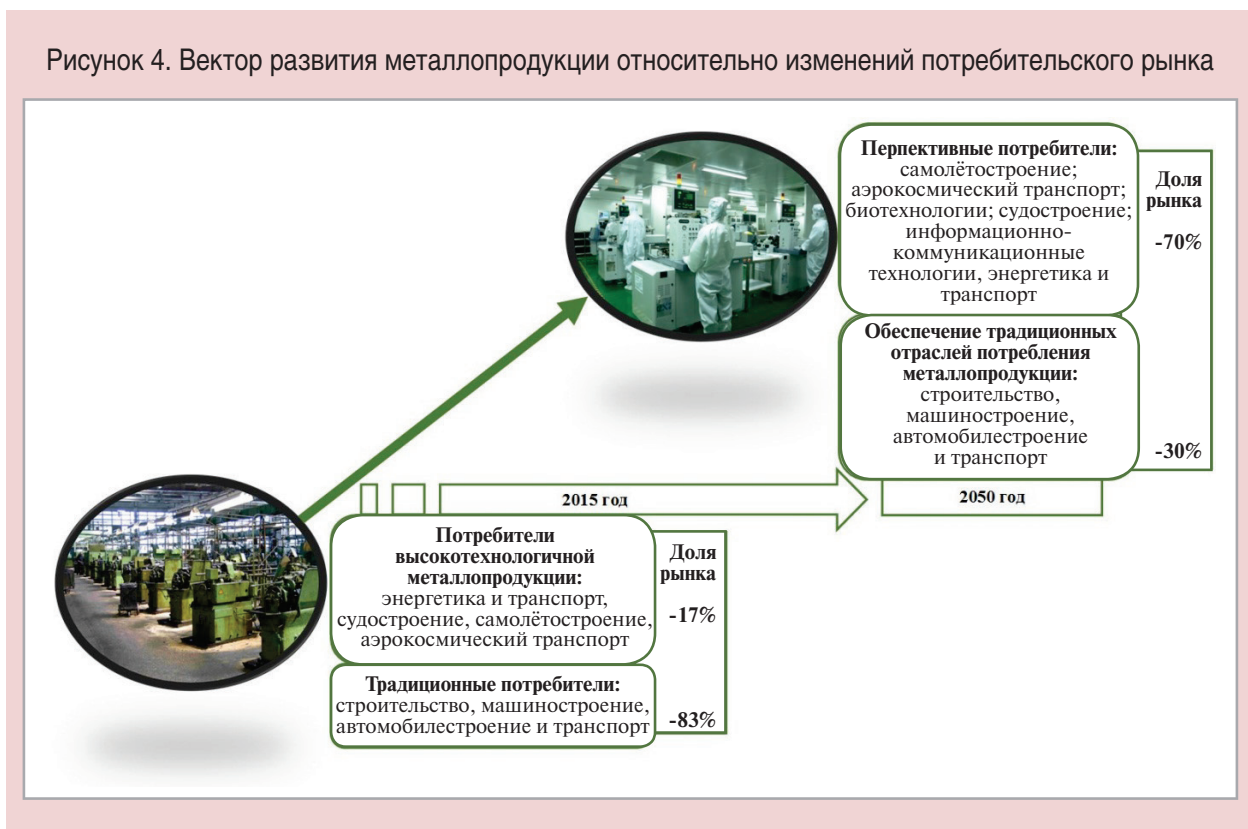 Рисунок 4. Вектор развития металлопродукции относительно изменений потребительского рынка
Перпективные потребители:
самолётостроение;
аэрокосмический транспорт;
биотехнологии; судостроение;
информационно-
коммуникационные
технологии, энергетика и
транспорт
Доля
рынка
-70%
Обеспечение традиционных
отраслей потребления
металлопродукции:
строительство,
машиностроение,
автомобилестроение
и транспорт
-30%
2015 год
2050 год
Потребители
высокотехнологичной
металлопродукции:
энергетика и транспорт,
судостроение, самолётостроение,
аэрокосмический транспорт
Доля
рынка
-17%
Традиционные потребители:
строительство, машиностроение,
автомобилестроение и транспорт
-83%